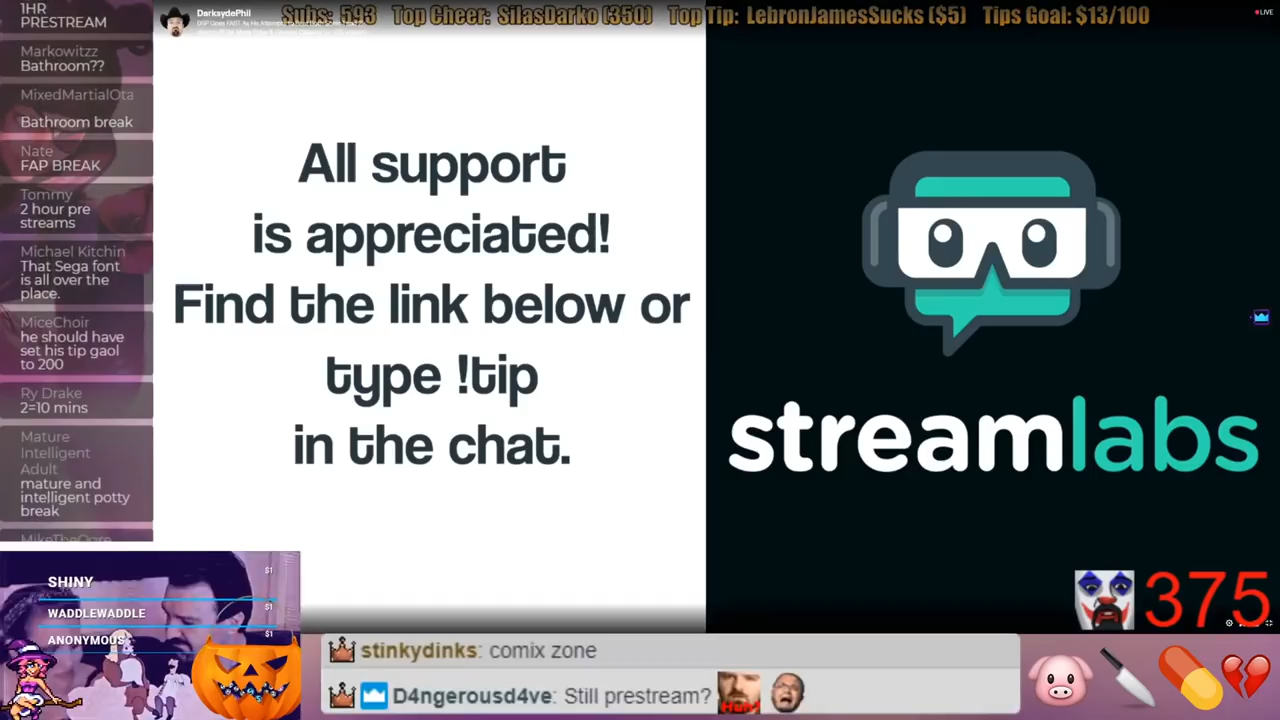 1HR
PRESTREAM
Markowitzz
Bathroom??
MixedMartialOta
Bathroom break
Nate
FAP BREAK
Tommy
2 hour pre
streams
Michael Kitchin
That Sega font
is all over the
place.
MiceChoir
he should have
set his tip gaol
to 200
Ry Drake
2=10 mins
Mature
Intelligent
Adult
mature and
intelligent potty
break
MikeTheOgre
DarksydePhil
Subs: 593 Top Cheer: SilasDarko (350) Top Tip: LebronJamesSucks ($5) Tips Goal: $13/100
LIVE
All support
is appreciated!
Find the link below or
type !tip
in the chat.
streamlabs
375
SHINY $1
WADDLEWADDLE $1
ANONYMOUS $1
stinkydinks: comix zone
D4ngerousd4ve: Still prestream?
Huh!